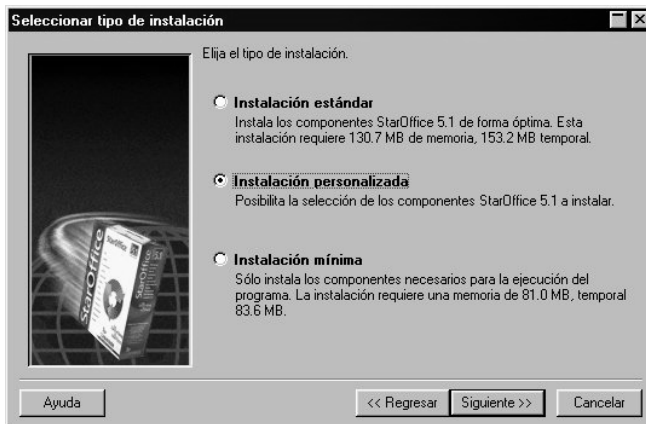 Seleccionar tipo de instalación
Elija el tipo de instalación.
Instalación estándar
Instala los componentes StarOffice 5.1 de forma óptima. Esta
instalación requiere 130.7 MB de memoria, 153.2 MB temporal.
Instalación personalizada
Posibilita la selección de los componentes StarOffice 5.1 a instalar.
Instalación mínima
Sólo instala los componentes necesarios para la ejecución del
programa. La instalación requiere una memoria de 81.0 MB, temporal
83.6 MB.
StarOffice
StarOffice
StarOffice
Ayuda
<< Regresar
Siguiente >>
Cancelar